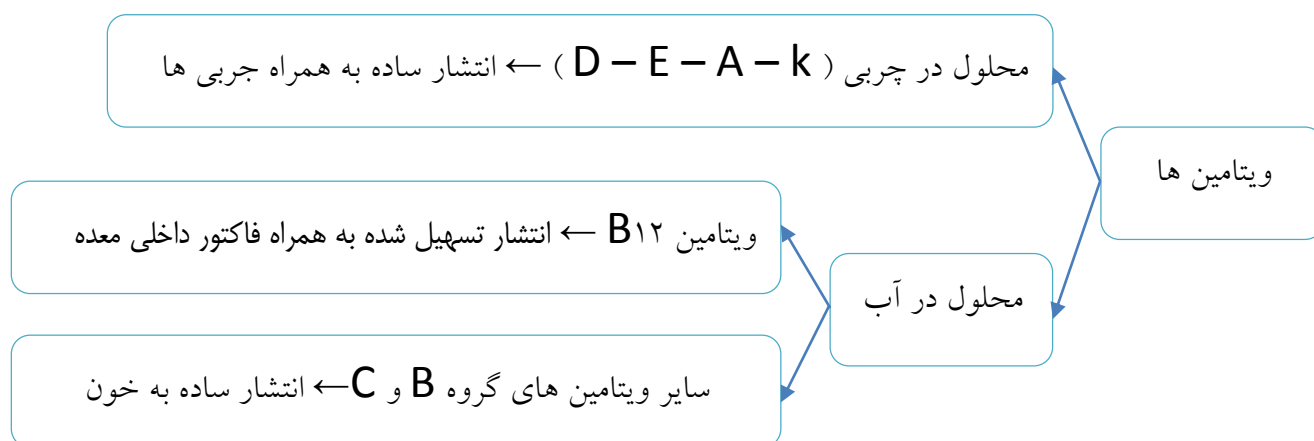 محلول در چربی ( D – E – A – k ) ← انتشار ساده به همراه جربی ها
ویتامین ها
ویتامین B۱۲ ← انتشار تسهیل شده به همراه فاکتور داخلی معده
محلول در آب
سایر ویتامین های گروه B و C← انتشار ساده به خون